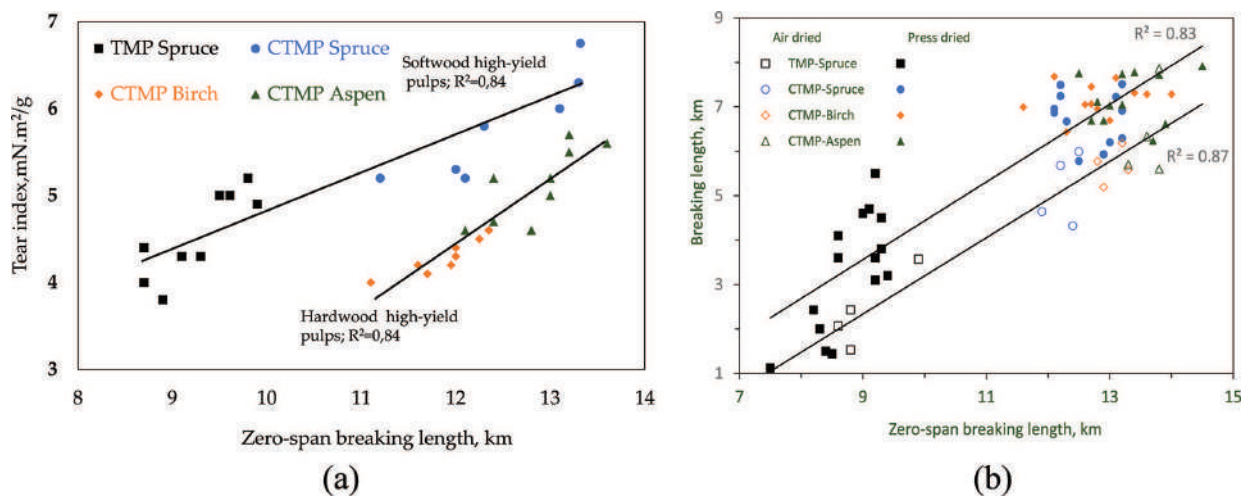 7
6
5
4
3
Tear index,mN.m²/g
TMP Spruce
CTMP Spruce
CTMP Birch
CTMP Aspen
Softwood high-yield
pulps; R²=0,84
Hardwood high-yield
pulps; R²=0,84
8 9 10 11 12 13 14
Zero-span breaking length, km
(a)
9
7
5
3
1
Breaking length, km
Air dried Press dried
TMP-Spruce
CTMP-Spruce
CTMP-Birch
CTMP-Aspen
R² = 0.83
R² = 0.87
7 9 11 13 15
Zero-span breaking length, km
(b)